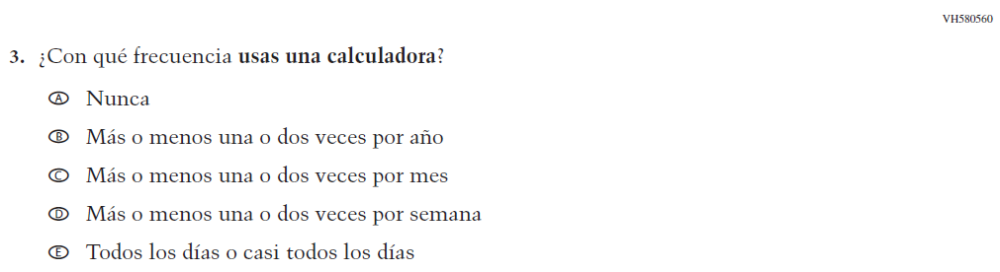 VH580560
3. ¿Con qué frecuencia usas una calculadora?
A Nunca
B Más o menos una o dos veces por año
C Más o menos una o dos veces por mes
D Más o menos una o dos veces por semana
E Todos los días o casi todos los días